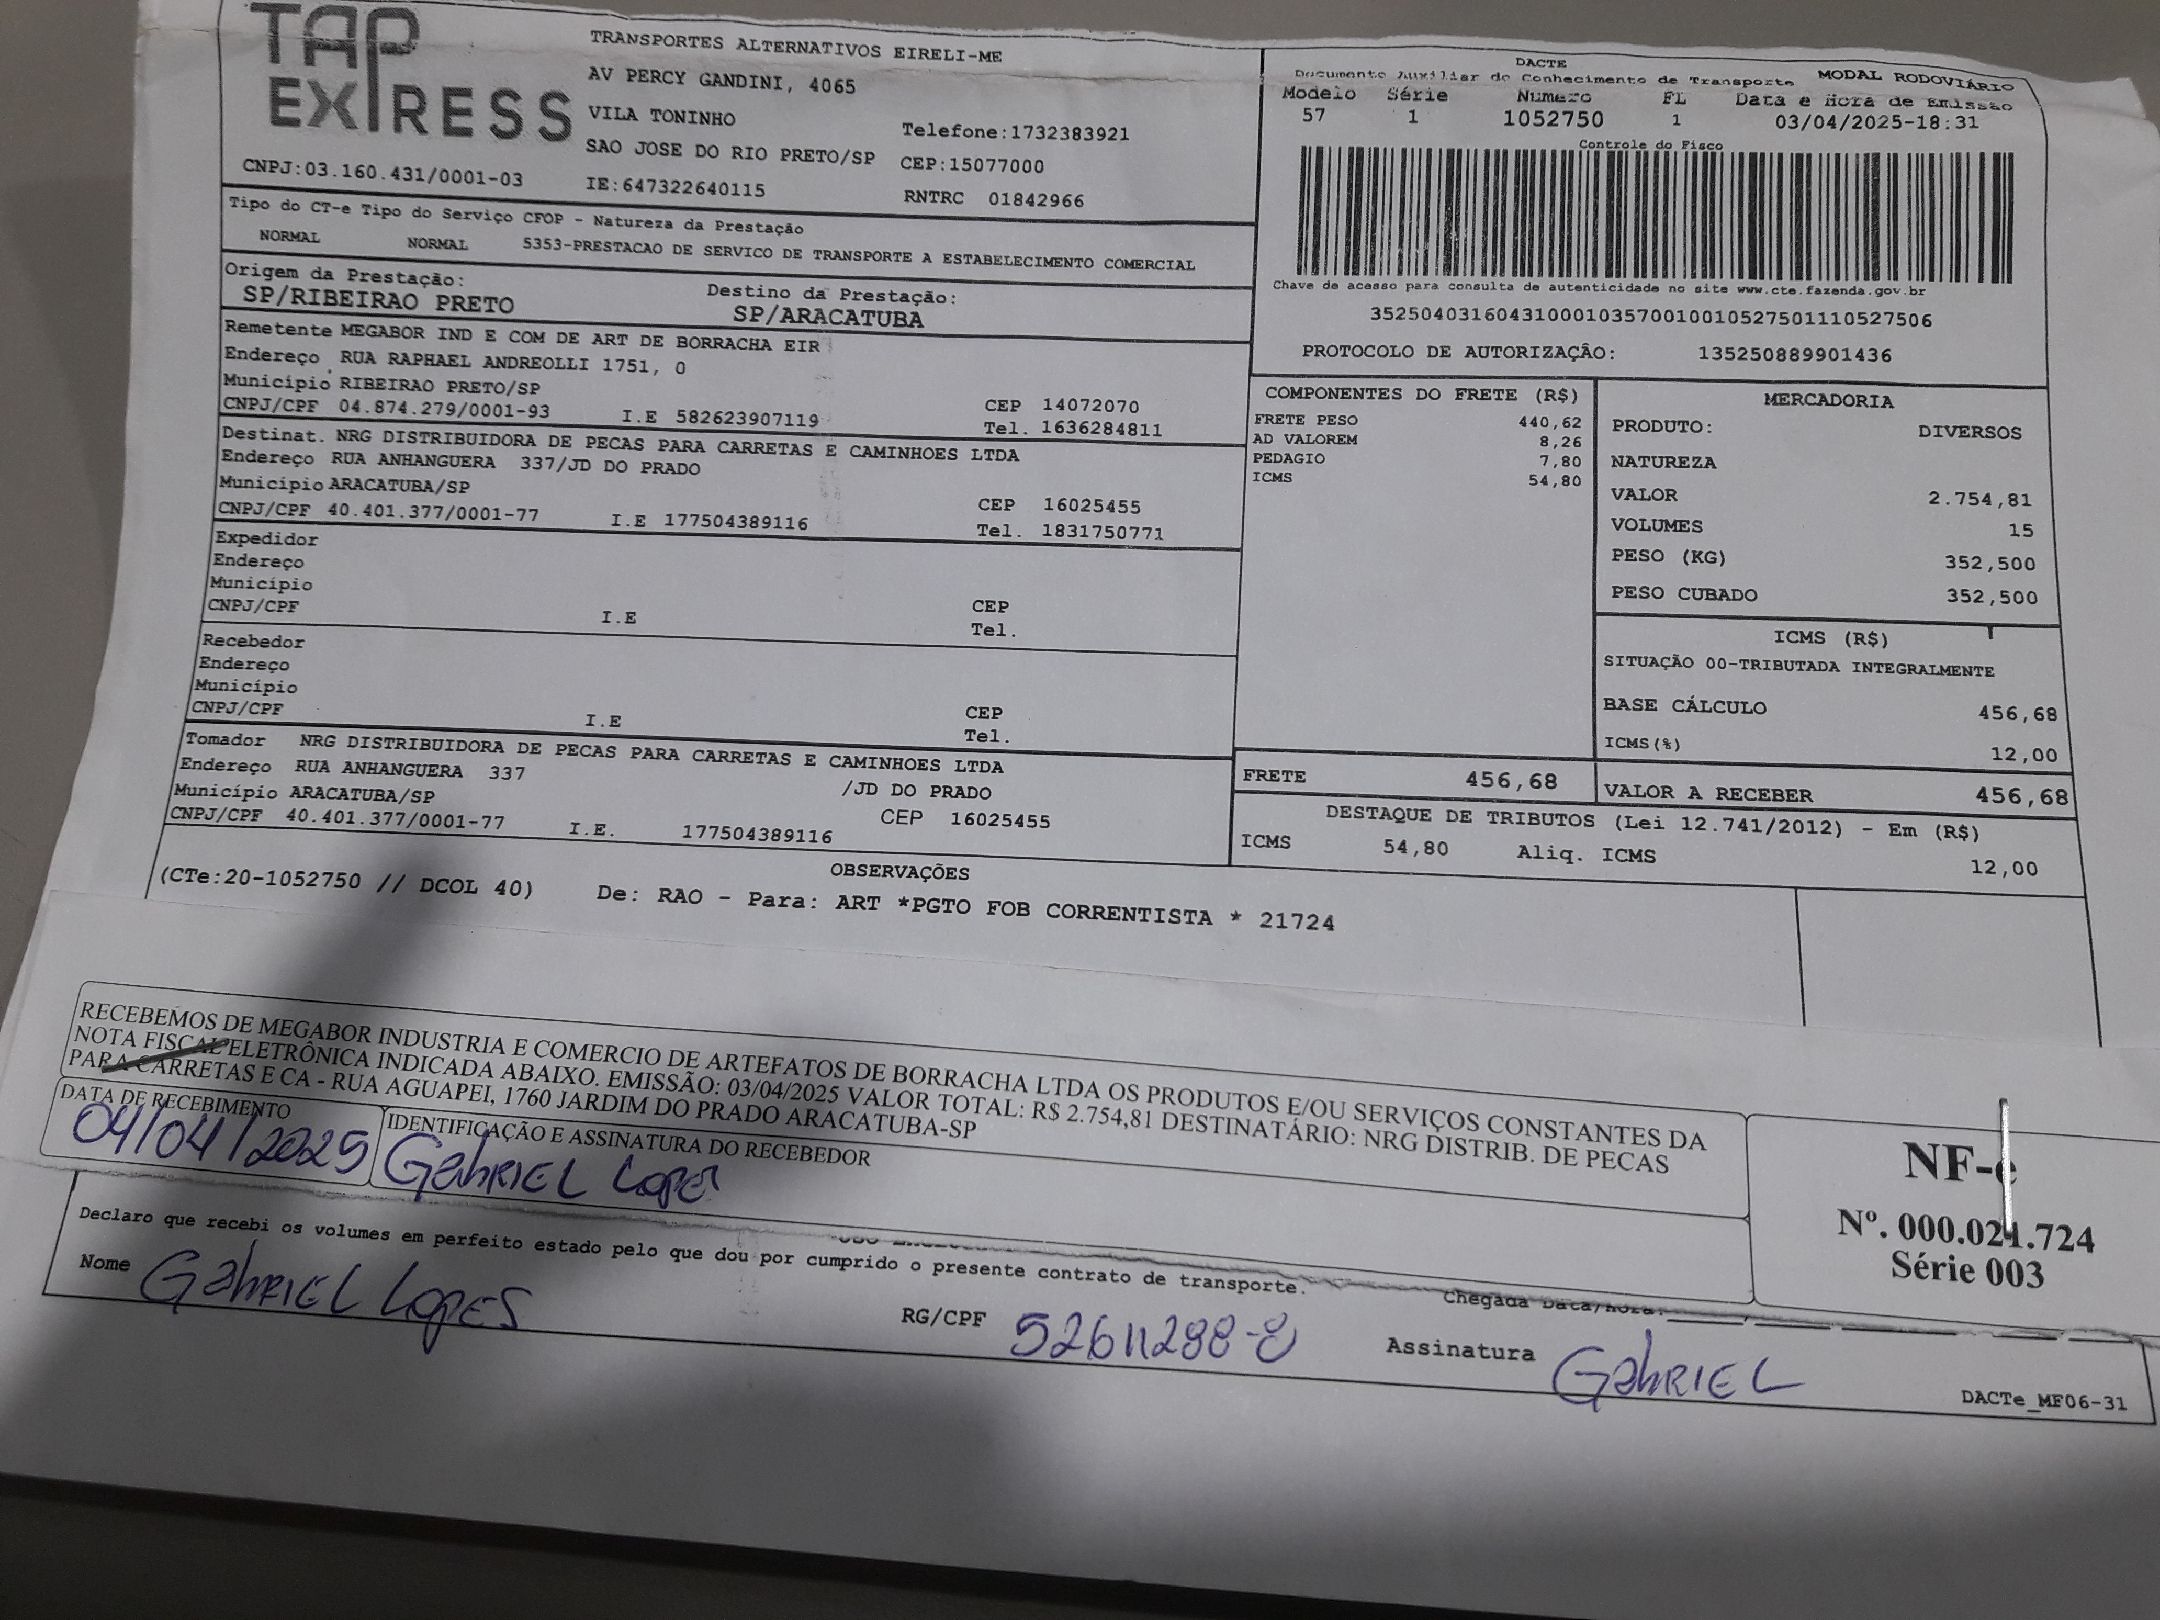 TAP EXPRESS
TRANSPORTES ALTERNATIVOS EIRELI-ME
AV PERCY GANDINI, 4065
VILA TONINHO
Telefone:1732383921
SAO JOSE DO RIO PRETO/SP CEP:15077000
CNPJ:03.160.431/0001-03 IE:647322640115 RNTRC 01842966
DACTE
Documento Auxiliar do Conhecimento de Transporte MODAL RODOVIÁRIO
Modelo Série Numero FL Data e Hora de Emissão
57 1 1052750 1 03/04/2025-18:31
Controle do Fisco
Chave de acesso para consulta de autenticidade no site www.cte.fazenda.gov.br
35250403160431000103570010010527501110527506
PROTOCOLO DE AUTORIZAÇÃO: 135250889901436
Tipo do CT-e Tipo do Serviço CFOP - Natureza da Prestação
NORMAL NORMAL 5353-PRESTACAO DE SERVICO DE TRANSPORTE A ESTABELECIMENTO COMERCIAL
Origem da Prestação: Destino da Prestação:
SP/RIBEIRAO PRETO SP/ARACATUBA
Remetente MEGABOR IND E COM DE ART DE BORRACHA EIR
Endereço RUA RAPHAEL ANDREOLLI 1751, 0
Município RIBEIRAO PRETO/SP CEP 14072070
CNPJ/CPF 04.874.279/0001-93 I.E 582623907119 Tel. 1636284811
Destinat. NRG DISTRIBUIDORA DE PECAS PARA CARRETAS E CAMINHOES LTDA
Endereço RUA ANHANGUERA 337/JD DO PRADO
Município ARACATUBA/SP CEP 16025455
CNPJ/CPF 40.401.377/0001-77 I.E 177504389116 Tel. 1831750771
Expedidor
Endereço
Município CEP
CNPJ/CPF I.E Tel.
Recebedor
Endereço
Município CEP
CNPJ/CPF I.E Tel.
Tomador NRG DISTRIBUIDORA DE PECAS PARA CARRETAS E CAMINHOES LTDA
Endereço RUA ANHANGUERA 337 /JD DO PRADO
Município ARACATUBA/SP CEP 16025455
CNPJ/CPF 40.401.377/0001-77 I.E. 177504389116
COMPONENTES DO FRETE (R$)
FRETE PESO 440,62
AD VALOREM 8,26
PEDAGIO 7,80
ICMS 54,80
MERCADORIA
PRODUTO: DIVERSOS
NATUREZA
VALOR 2.754,81
VOLUMES 15
PESO (KG) 352,500
PESO CUBADO 352,500
ICMS (R$)
SITUAÇÃO 00-TRIBUTADA INTEGRALMENTE
BASE CÁLCULO 456,68
ICMS(%) 12,00
FRETE 456,68 VALOR A RECEBER 456,68
DESTAQUE DE TRIBUTOS (Lei 12.741/2012) - Em (R$)
ICMS 54,80 Aliq. ICMS 12,00
OBSERVAÇÕES
(CTe:20-1052750 // DCOL 40) De: RAO - Para: ART *PGTO FOB CORRENTISTA * 21724
RECEBEMOS DE MEGABOR INDUSTRIA E COMERCIO DE ARTEFATOS DE BORRACHA LTDA OS PRODUTOS E/OU SERVIÇOS CONSTANTES DA
NOTA FISCAL ELETRÔNICA INDICADA ABAIXO. EMISSÃO: 03/04/2025 VALOR TOTAL: R$ 2.754,81 DESTINATÁRIO: NRG DISTRIB. DE PECAS
PARA CARRETAS E CA - RUA AGUAPEI, 1760 JARDIM DO PRADO ARACATUBA-SP
DATA DE RECEBIMENTO IDENTIFICAÇÃO E ASSINATURA DO RECEBEDOR
04/04/2025 GabRIEL Lopes
NF-e
Nº. 000.021.724
Série 003
Declaro que recebi os volumes em perfeito estado pelo que dou por cumprido o presente contrato de transporte.
Chegada Data/Hora:
Nome GabRIEL LopES RG/CPF 52611288-8 Assinatura GabRIEL
DACTe_MF06-31